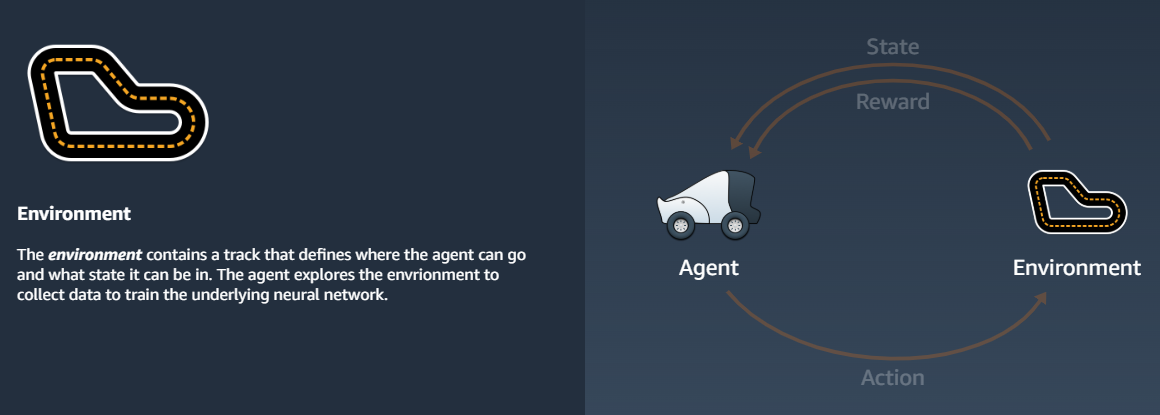 Environment
The environment contains a track that defines where the agent can go
and what state it can be in. The agent explores the envrionment to
collect data to train the underlying neural network.
State
Reward
Agent
Environment
Action